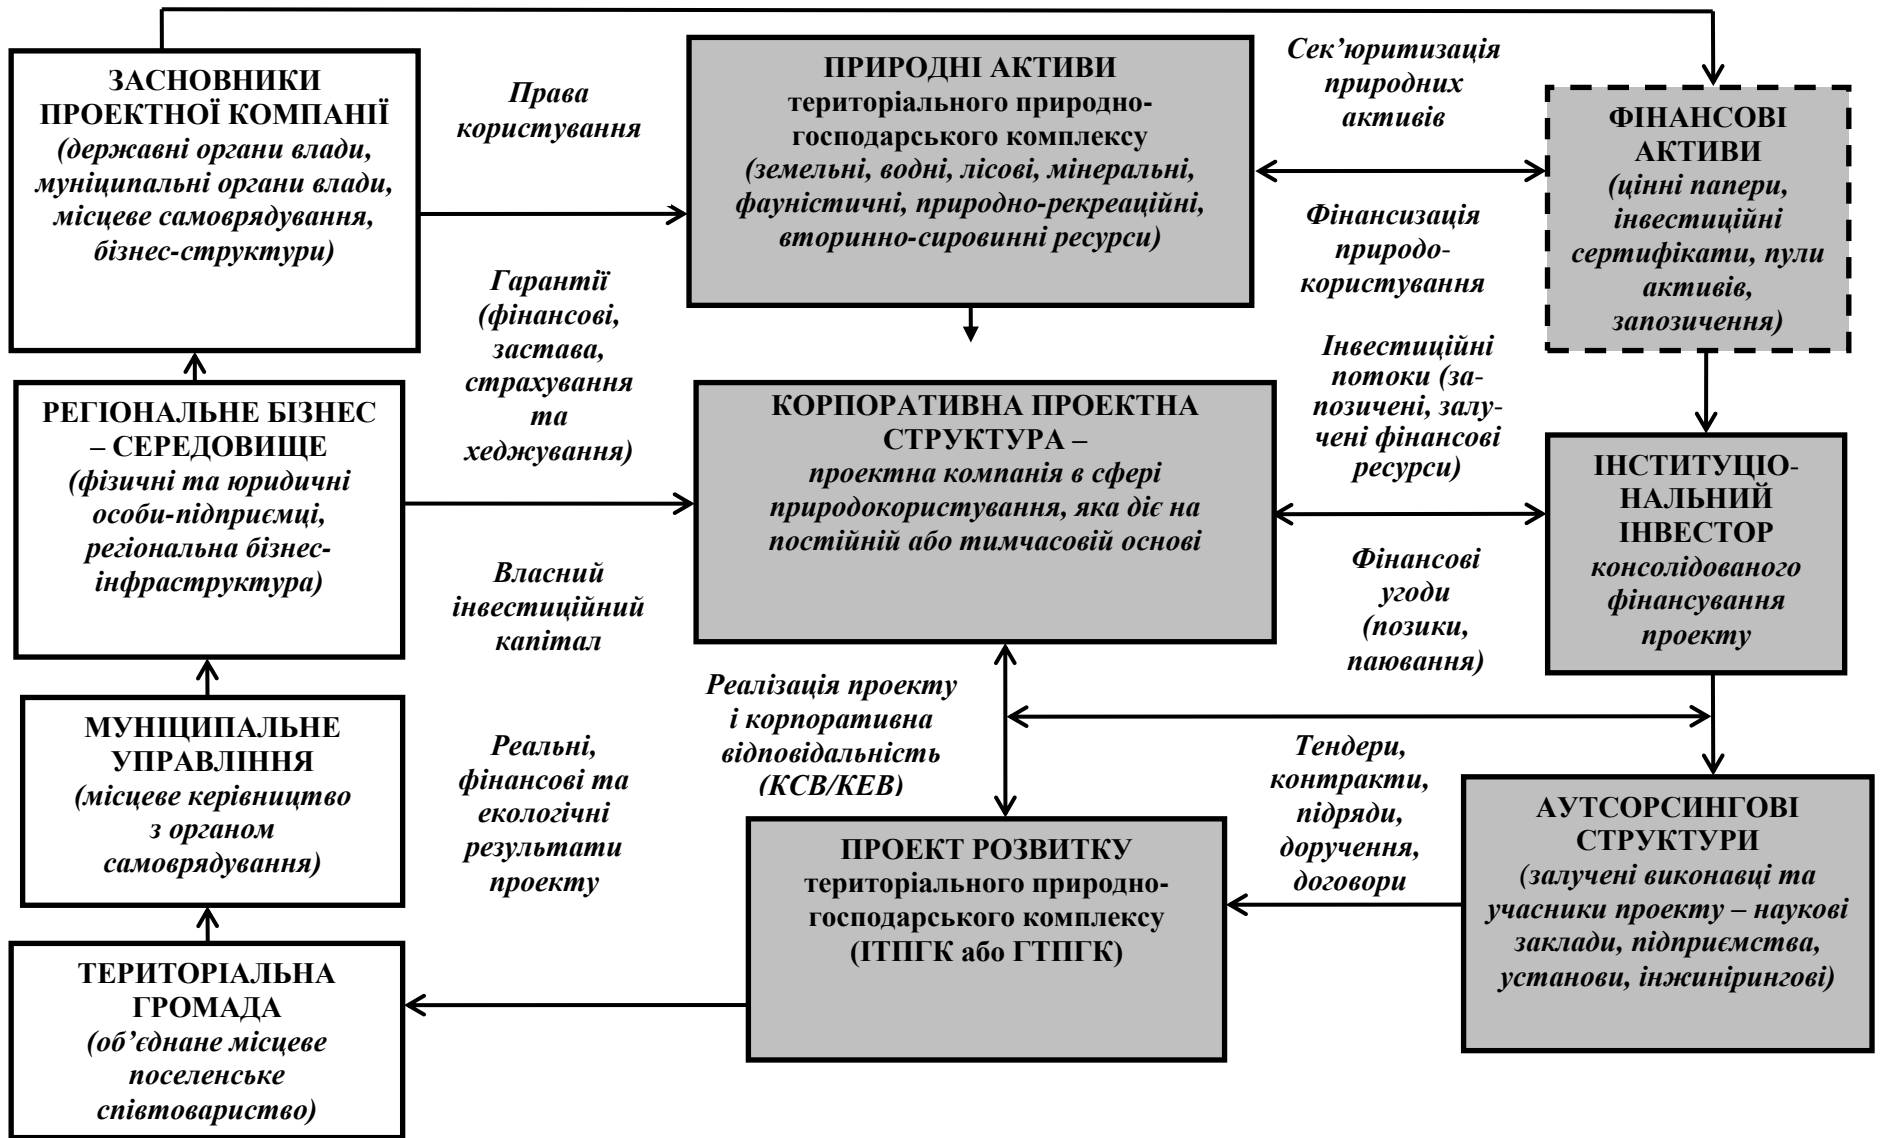 ЗАСНОВНИКИ
ПРОЕКТНОЇ КОМПАНІЇ
(державні органи влади,
муніципальні органи влади,
місцеве самоврядування,
бізнес-структури)
Права
користування
ПРИРОДНІ АКТИВИ
територіального природно-
господарського комплексу
(земельні, водні, лісові, мінеральні,
фауністичні, природно-рекреаційні,
вторинно-сировинні ресурси)
Сек’юритизація
природних
активів
Фінансизація
природо-
користування
ФІНАНСОВІ
АКТИВИ
(цінні папери,
інвестиційні
сертифікати, пули
активів,
запозичення)
Гарантії
(фінансові,
застава,
страхування
та
хеджування)
РЕГІОНАЛЬНЕ БІЗНЕС
– СЕРЕДОВИЩЕ
(фізичні та юридичні
особи-підприємці,
регіональна бізнес-
інфраструктура)
Власний
інвестиційний
капітал
КОРПОРАТИВНА ПРОЕКТНА
СТРУКТУРА –
проектна компанія в сфері
природокористування, яка діє на
постійній або тимчасовій основі
Інвестиційні
потоки (за-
позичені, залу-
чені фінансові
ресурси)
Фінансові
угоди
(позики,
паювання)
ІНСТИТУЦІО-
НАЛЬНИЙ
ІНВЕСТОР
консолідованого
фінансування
проекту
МУНІЦИПАЛЬНЕ
УПРАВЛІННЯ
(місцеве керівництво
з органом
самоврядування)
Реальні,
фінансові та
екологічні
результати
проекту
Реалізація проекту
і корпоративна
відповідальність
(КСВ/КЕВ)
Тендери,
контракти,
підряди,
доручення,
договори
ПРОЕКТ РОЗВИТКУ
територіального природно-
господарського комплексу
(ІТПГК або ГТПГК)
АУТСОРСИНГОВІ
СТРУКТУРИ
(залучені виконавці та
учасники проекту – наукові
заклади, підприємства,
установи, інжинірингові)
ТЕРИТОРІАЛЬНА
ГРОМАДА
(об’єднане місцеве
поселенське
співтовариство)